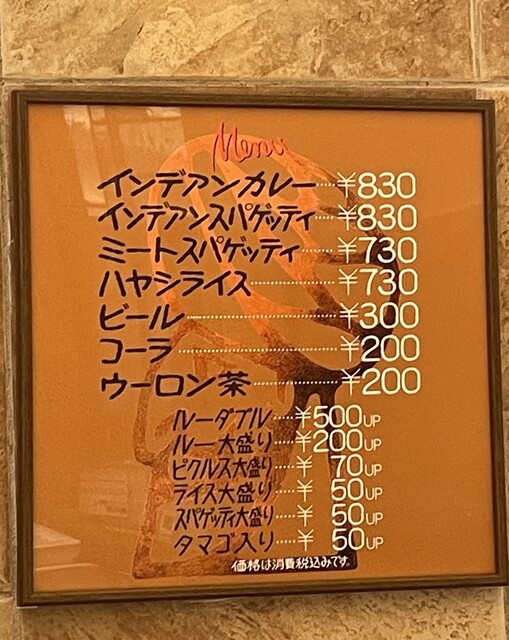 Menu
インデアンカレー……¥830
インデアンスパゲッティ……¥830
ミートスパゲッティ……¥730
ハヤシライス……¥730
ビール……¥300
コーラ……¥200
ウーロン茶……¥200
ルーダブル……¥500UP
ルー大盛り……¥200UP
ピクルス大盛り……¥70UP
ライス大盛り……¥50UP
スパゲッティ大盛り……¥50UP
タマゴ入り……¥50UP
価格は消費税込みです。